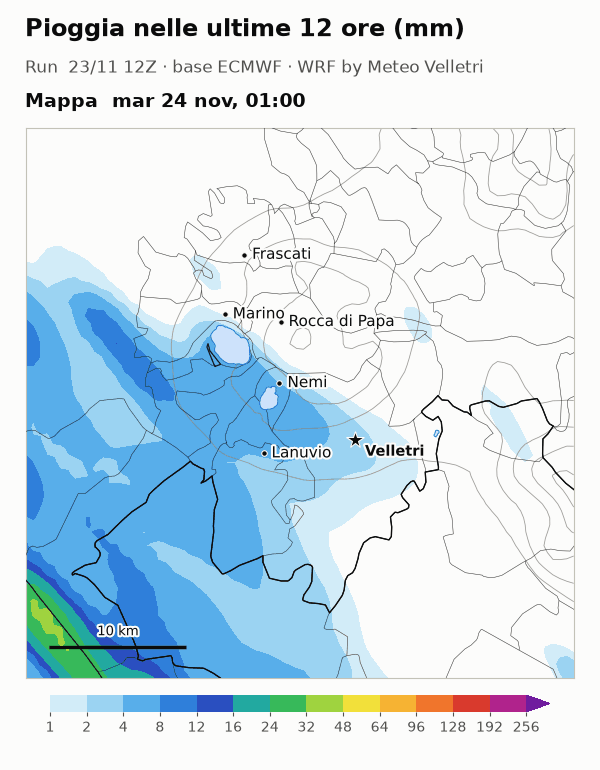 Pioggia nelle ultime 12 ore (mm)
Run  23/11 12Z · base ECMWF · WRF by Meteo Velletri
Mappa  mar 24 nov, 01:00
Frascati
Marino
Rocca di Papa
Nemi
Velletri
Lanuvio
10 km
1 2 4 8 12 16 24 32 42 48 64 96 128 192 256